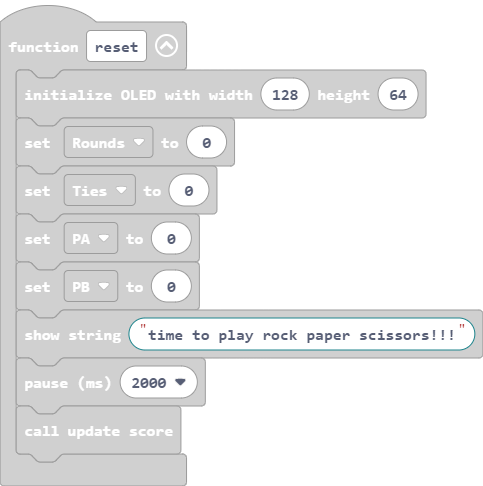 function reset
initialize OLED with width 128 height 64
set Rounds to 0
set Ties to 0
set PA to 0
set PB to 0
show string "time to play rock paper scissors!!!"
pause (ms) 2000
call update score